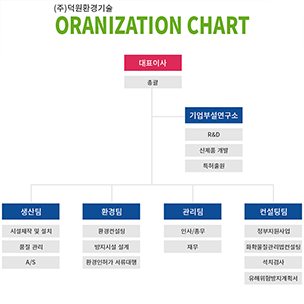 (주)덕원환경기술
ORANIZATION CHART
대표이사
총괄
기업부설연구소
R&D
신제품 개발
특허출원
생산팀
시설제작 및 설치
품질 관리
A/S
환경팀
환경컨설팅
방지시설 설계
환경인허가 서류대행
관리팀
인사/총무
재무
컨설팅팀
정부지원사업
화학물질관리법컨설팅
석치검사
유해위험방지계획서